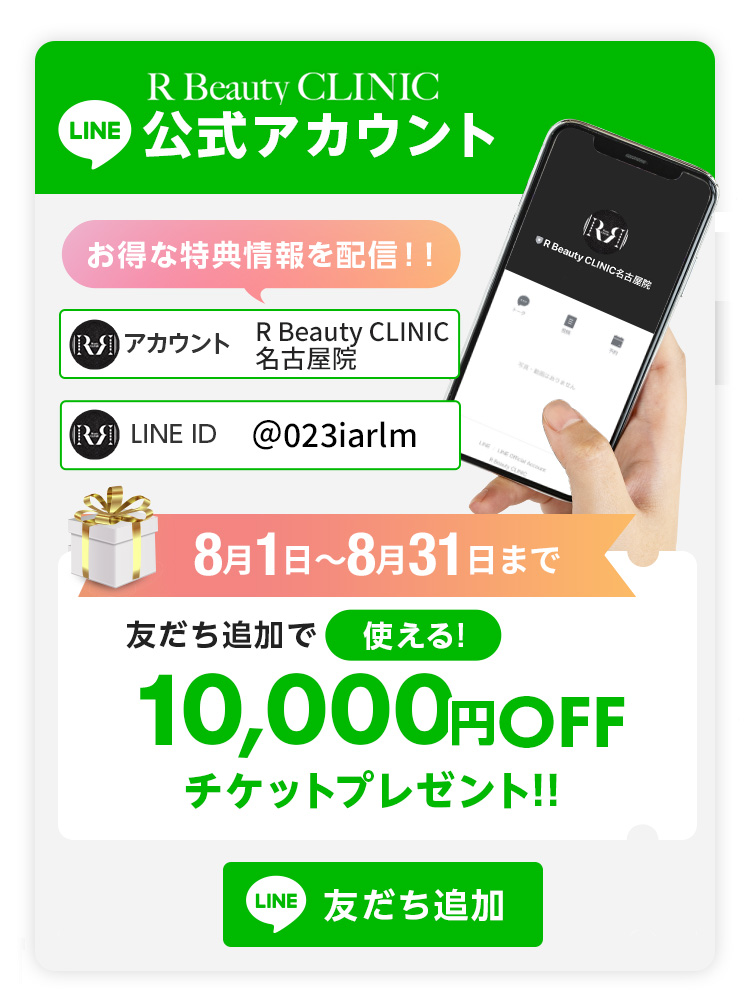 R Beauty CLINIC
LINE
公式アカウント
R Beauty CLINIC名古屋院
お得な特典情報を配信！！
アカウント
R Beauty CLINIC
名古屋院
LINE ID
@023iarlm
8月1日～8月31日まで
友だち追加で
使える！
10,000円OFF
チケットプレゼント!!
LINE
友だち追加